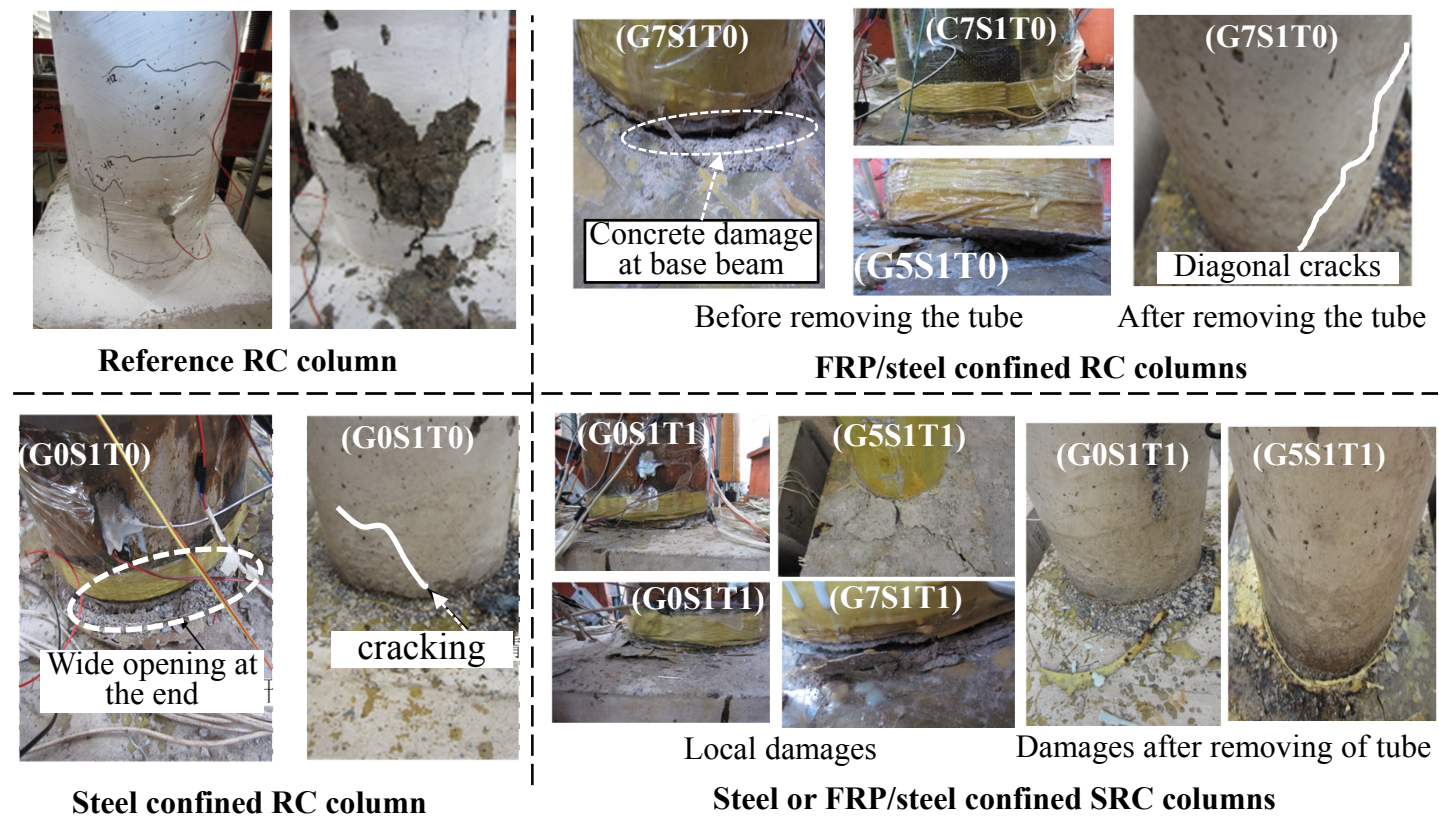 (G7S1T0)
(C7S1T0)
(G7S1T0)
Concrete damage
at base beam
(G5S1T0)
Diagonal cracks
Before removing the tube
After removing the tube
Reference RC column
FRP/steel confined RC columns
(G0S1T0)
(G0S1T0)
Wide opening at
the end
cracking
Steel confined RC column
(G0S1T1)
(G5S1T1)
(G0S1T1)
(G5S1T1)
(G0S1T1)
(G7S1T1)
Local damages
Damages after removing of tube
Steel or FRP/steel confined SRC columns